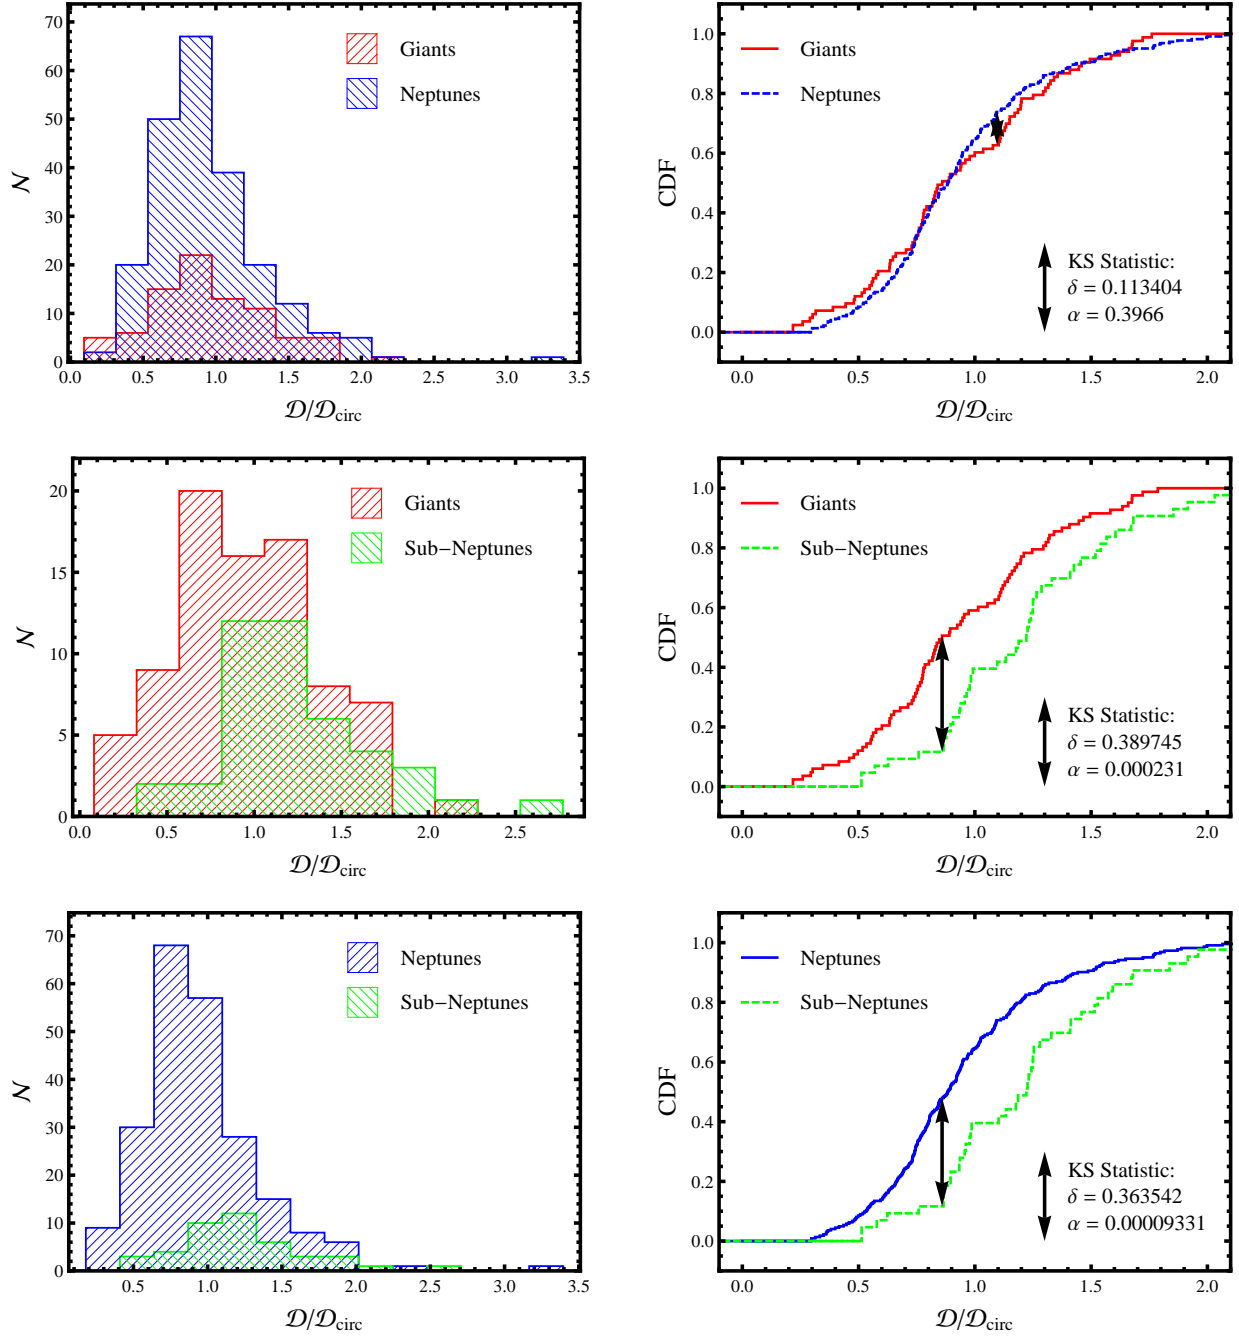 70
60
50
40
30
20
10
0
𝒩
Giants
Neptunes
0.0 0.5 1.0 1.5 2.0 2.5 3.0 3.5
𝒟/𝒟circ
1.0
0.8
0.6
0.4
0.2
0.0
CDF
Giants
Neptunes
KS Statistic:
δ = 0.113404
α = 0.3966
0.0 0.5 1.0 1.5 2.0
𝒟/𝒟circ
20
15
10
5
0
𝒩
Giants
Sub−Neptunes
0.0 0.5 1.0 1.5 2.0 2.5
𝒟/𝒟circ
1.0
0.8
0.6
0.4
0.2
0.0
CDF
Giants
Sub−Neptunes
KS Statistic:
δ = 0.389745
α = 0.000231
0.0 0.5 1.0 1.5 2.0
𝒟/𝒟circ
70
60
50
40
30
20
10
0
𝒩
Neptunes
Sub−Neptunes
0.5 1.0 1.5 2.0 2.5 3.0 3.5
𝒟/𝒟circ
1.0
0.8
0.6
0.4
0.2
0.0
CDF
Neptunes
Sub−Neptunes
KS Statistic:
δ = 0.363542
α = 0.00009331
0.0 0.5 1.0 1.5 2.0
𝒟/𝒟circ